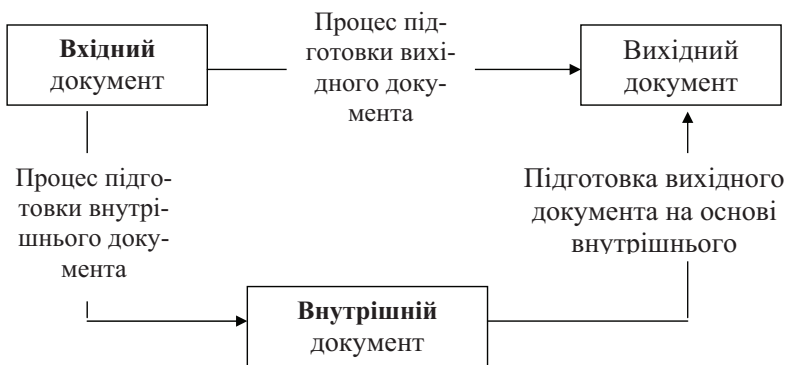 Вхідний
документ
Процес під-
готовки вихі-
дного доку-
мента
Вихідний
документ
Процес підго-
товки внутрі-
шнього доку-
мента
Підготовка вихідного
документа на основі
внутрішнього
Внутрішній
документ